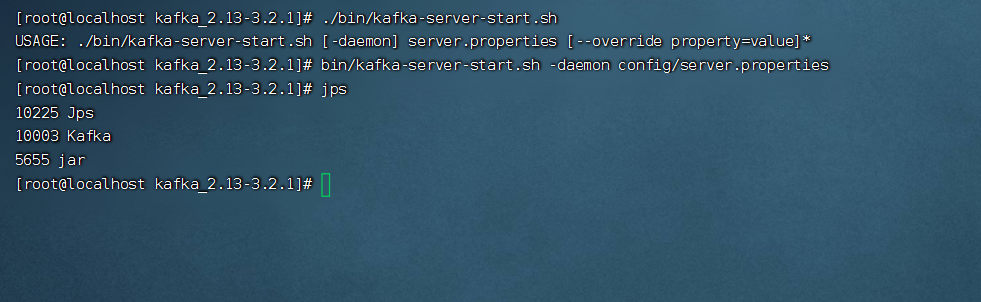 [root@localhost kafka_2.13-3.2.1]# ./bin/kafka-server-start.sh
USAGE: ./bin/kafka-server-start.sh [-daemon] server.properties [--override property=value]*
[root@localhost kafka_2.13-3.2.1]# bin/kafka-server-start.sh -daemon config/server.properties
[root@localhost kafka_2.13-3.2.1]# jps
10225 Jps
10003 Kafka
5655 jar
[root@localhost kafka_2.13-3.2.1]#